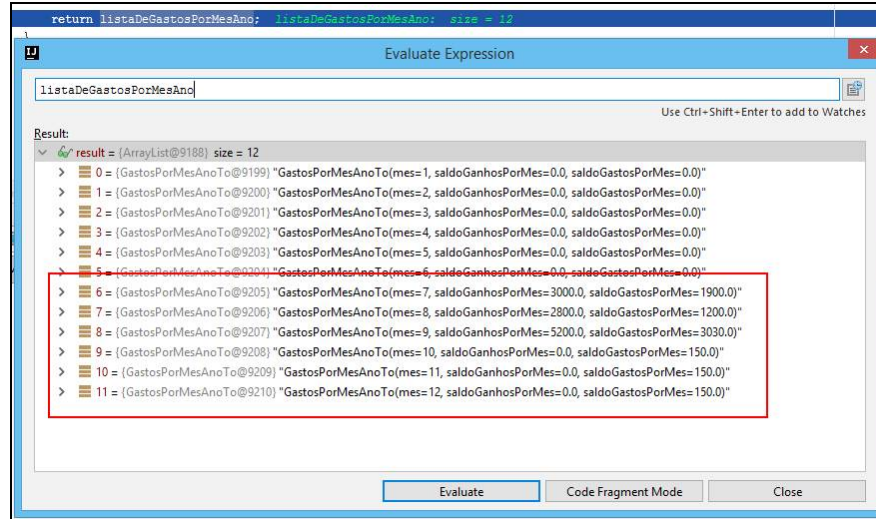 return listaDeGastosPorMesAno; listaDeGastosPorMesAno: size = 12
}
IJ
Evaluate Expression
×
listaDeGastosPorMesAno
Use Ctrl+Shift+Enter to add to Watches
Result:
result = {ArrayList@9188} size = 12
0 = {GastosPorMesAnoTo@9199} "GastosPorMesAnoTo(mes=1, saldoGanhosPorMes=0.0, saldoGastosPorMes=0.0)"
1 = {GastosPorMesAnoTo@9200} "GastosPorMesAnoTo(mes=2, saldoGanhosPorMes=0.0, saldoGastosPorMes=0.0)"
2 = {GastosPorMesAnoTo@9201} "GastosPorMesAnoTo(mes=3, saldoGanhosPorMes=0.0, saldoGastosPorMes=0.0)"
3 = {GastosPorMesAnoTo@9202} "GastosPorMesAnoTo(mes=4, saldoGanhosPorMes=0.0, saldoGastosPorMes=0.0)"
4 = {GastosPorMesAnoTo@9203} "GastosPorMesAnoTo(mes=5, saldoGanhosPorMes=0.0, saldoGastosPorMes=0.0)"
5 = {GastosPorMesAnoTo@9204} "GastosPorMesAnoTo(mes=6, saldoGanhosPorMes=0.0, saldoGastosPorMes=0.0)"
6 = {GastosPorMesAnoTo@9205} "GastosPorMesAnoTo(mes=7, saldoGanhosPorMes=3000.0, saldoGastosPorMes=1900.0)"
7 = {GastosPorMesAnoTo@9206} "GastosPorMesAnoTo(mes=8, saldoGanhosPorMes=2800.0, saldoGastosPorMes=1200.0)"
8 = {GastosPorMesAnoTo@9207} "GastosPorMesAnoTo(mes=9, saldoGanhosPorMes=5200.0, saldoGastosPorMes=3030.0)"
9 = {GastosPorMesAnoTo@9208} "GastosPorMesAnoTo(mes=10, saldoGanhosPorMes=0.0, saldoGastosPorMes=150.0)"
10 = {GastosPorMesAnoTo@9209} "GastosPorMesAnoTo(mes=11, saldoGanhosPorMes=0.0, saldoGastosPorMes=150.0)"
11 = {GastosPorMesAnoTo@9210} "GastosPorMesAnoTo(mes=12, saldoGanhosPorMes=0.0, saldoGastosPorMes=150.0)"
Evaluate
Code Fragment Mode
Close